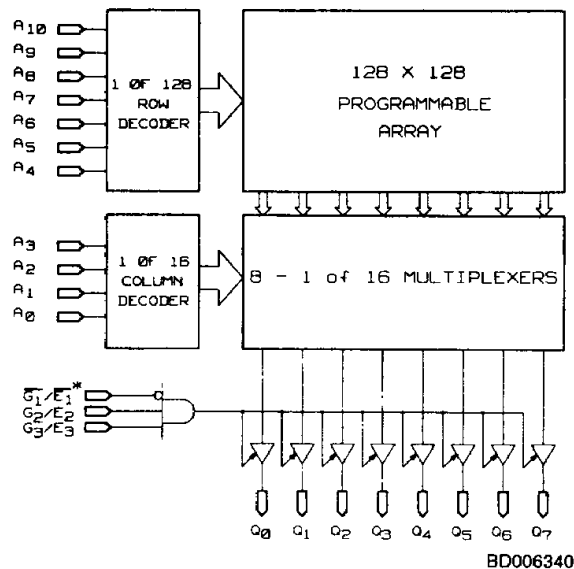 A10
A9
A8
A7
A6
A5
A4
1 OF 128
ROW
DECODER
128 X 128
PROGRAMMABLE
ARRAY
A3
A2
A1
A0
1 OF 16
COLUMN
DECODER
8 - 1 of 16 MULTIPLEXERS
G1/E1*
G2/E2
G3/E3
Q0 Q1 Q2 Q3 Q4 Q5 Q6 Q7
BD006340